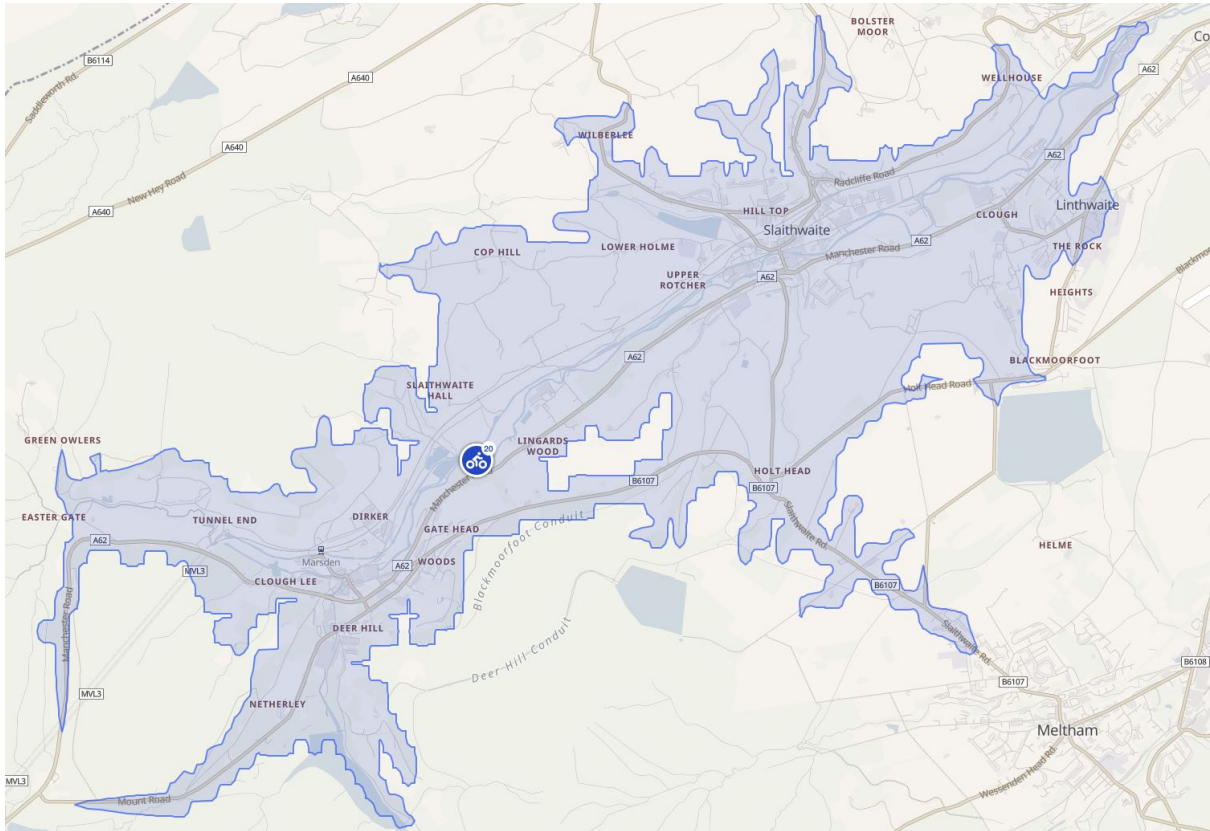 BOLSTER
MOOR
Co
B6114
A62
A640
WELLHOUSE
Saddleworth Rd.
WILBERLEE
A640
A62
New Hey Road
Radcliffe Road
A640
HILL TOP
CLOUGH
Linthwaite
Slaithwaite
A62
LOWER HOLME
Manchester Road
THE ROCK
COP HILL
UPPER
ROTCHER
A62
Blackmoor
HEIGHTS
A62
BLACKMOORFOOT
SLAITHWAITE
HALL
Holt Head Road
GREEN OWLERS
LINGARDS
WOOD
20
HOLT HEAD
B6107
B6107
Manchester Road
EASTER GATE
TUNNEL END
DIRKER
GATE HEAD
Blackmoorfoot Conduit
Slaithwaite Rd.
A62
HELME
Marsden
A62
WOODS
MVL3
CLOUGH LEE
B6107
Manchester Road
DEER HILL
Slaithwaite Rd.
Deer Hill Conduit
B6108
B6107
MVL3
NETHERLEY
Meltham
Wessenden Head Rd.
MVL3
Mount Road